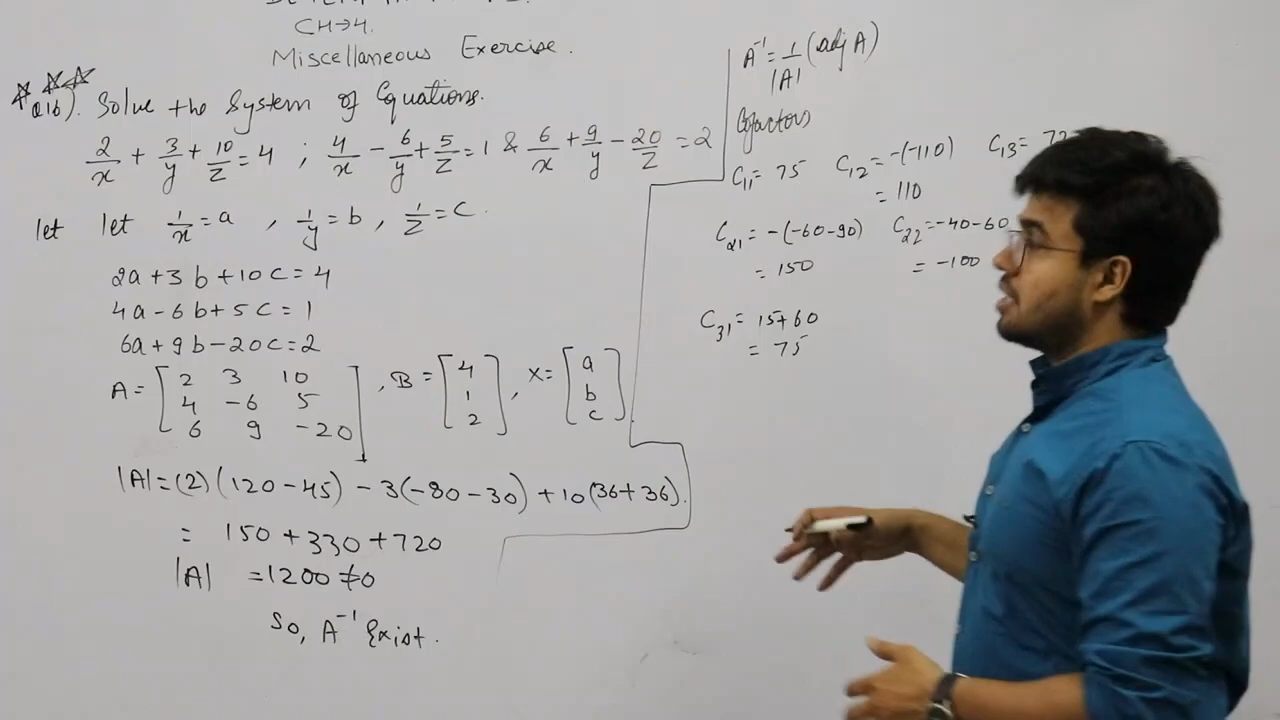 CH→4.
Miscellaneous Exercise.
Q16). Solve the System of Equations.
2/x + 3/y + 10/z = 4 ; 4/x - 6/y + 5/z = 1 & 6/x + 9/y - 20/z = 2
let let 1/x = a , 1/y = b , 1/z = c.
2a + 3b + 10c = 4
4a - 6b + 5c = 1
6a + 9b - 20c = 2
A = [2 3 10 , B = [4 , X = [a
4 -6 5 1 b
6 9 -20] 2] c]
|A| = (2)(120 - 45) - 3(-80 - 30) + 10(36 + 36).
= 150 + 330 + 720
|A| = 1200 ≠ 0
So, A⁻¹ Exist.
A⁻¹ = 1/|A| (adj A)
Cofactors
C11 = 75 C12 = -(-110) C13 = 72
= 110
C21 = -(-60-90) C22 = -40-60
= 150 = -100
C31 = 15+60
= 75